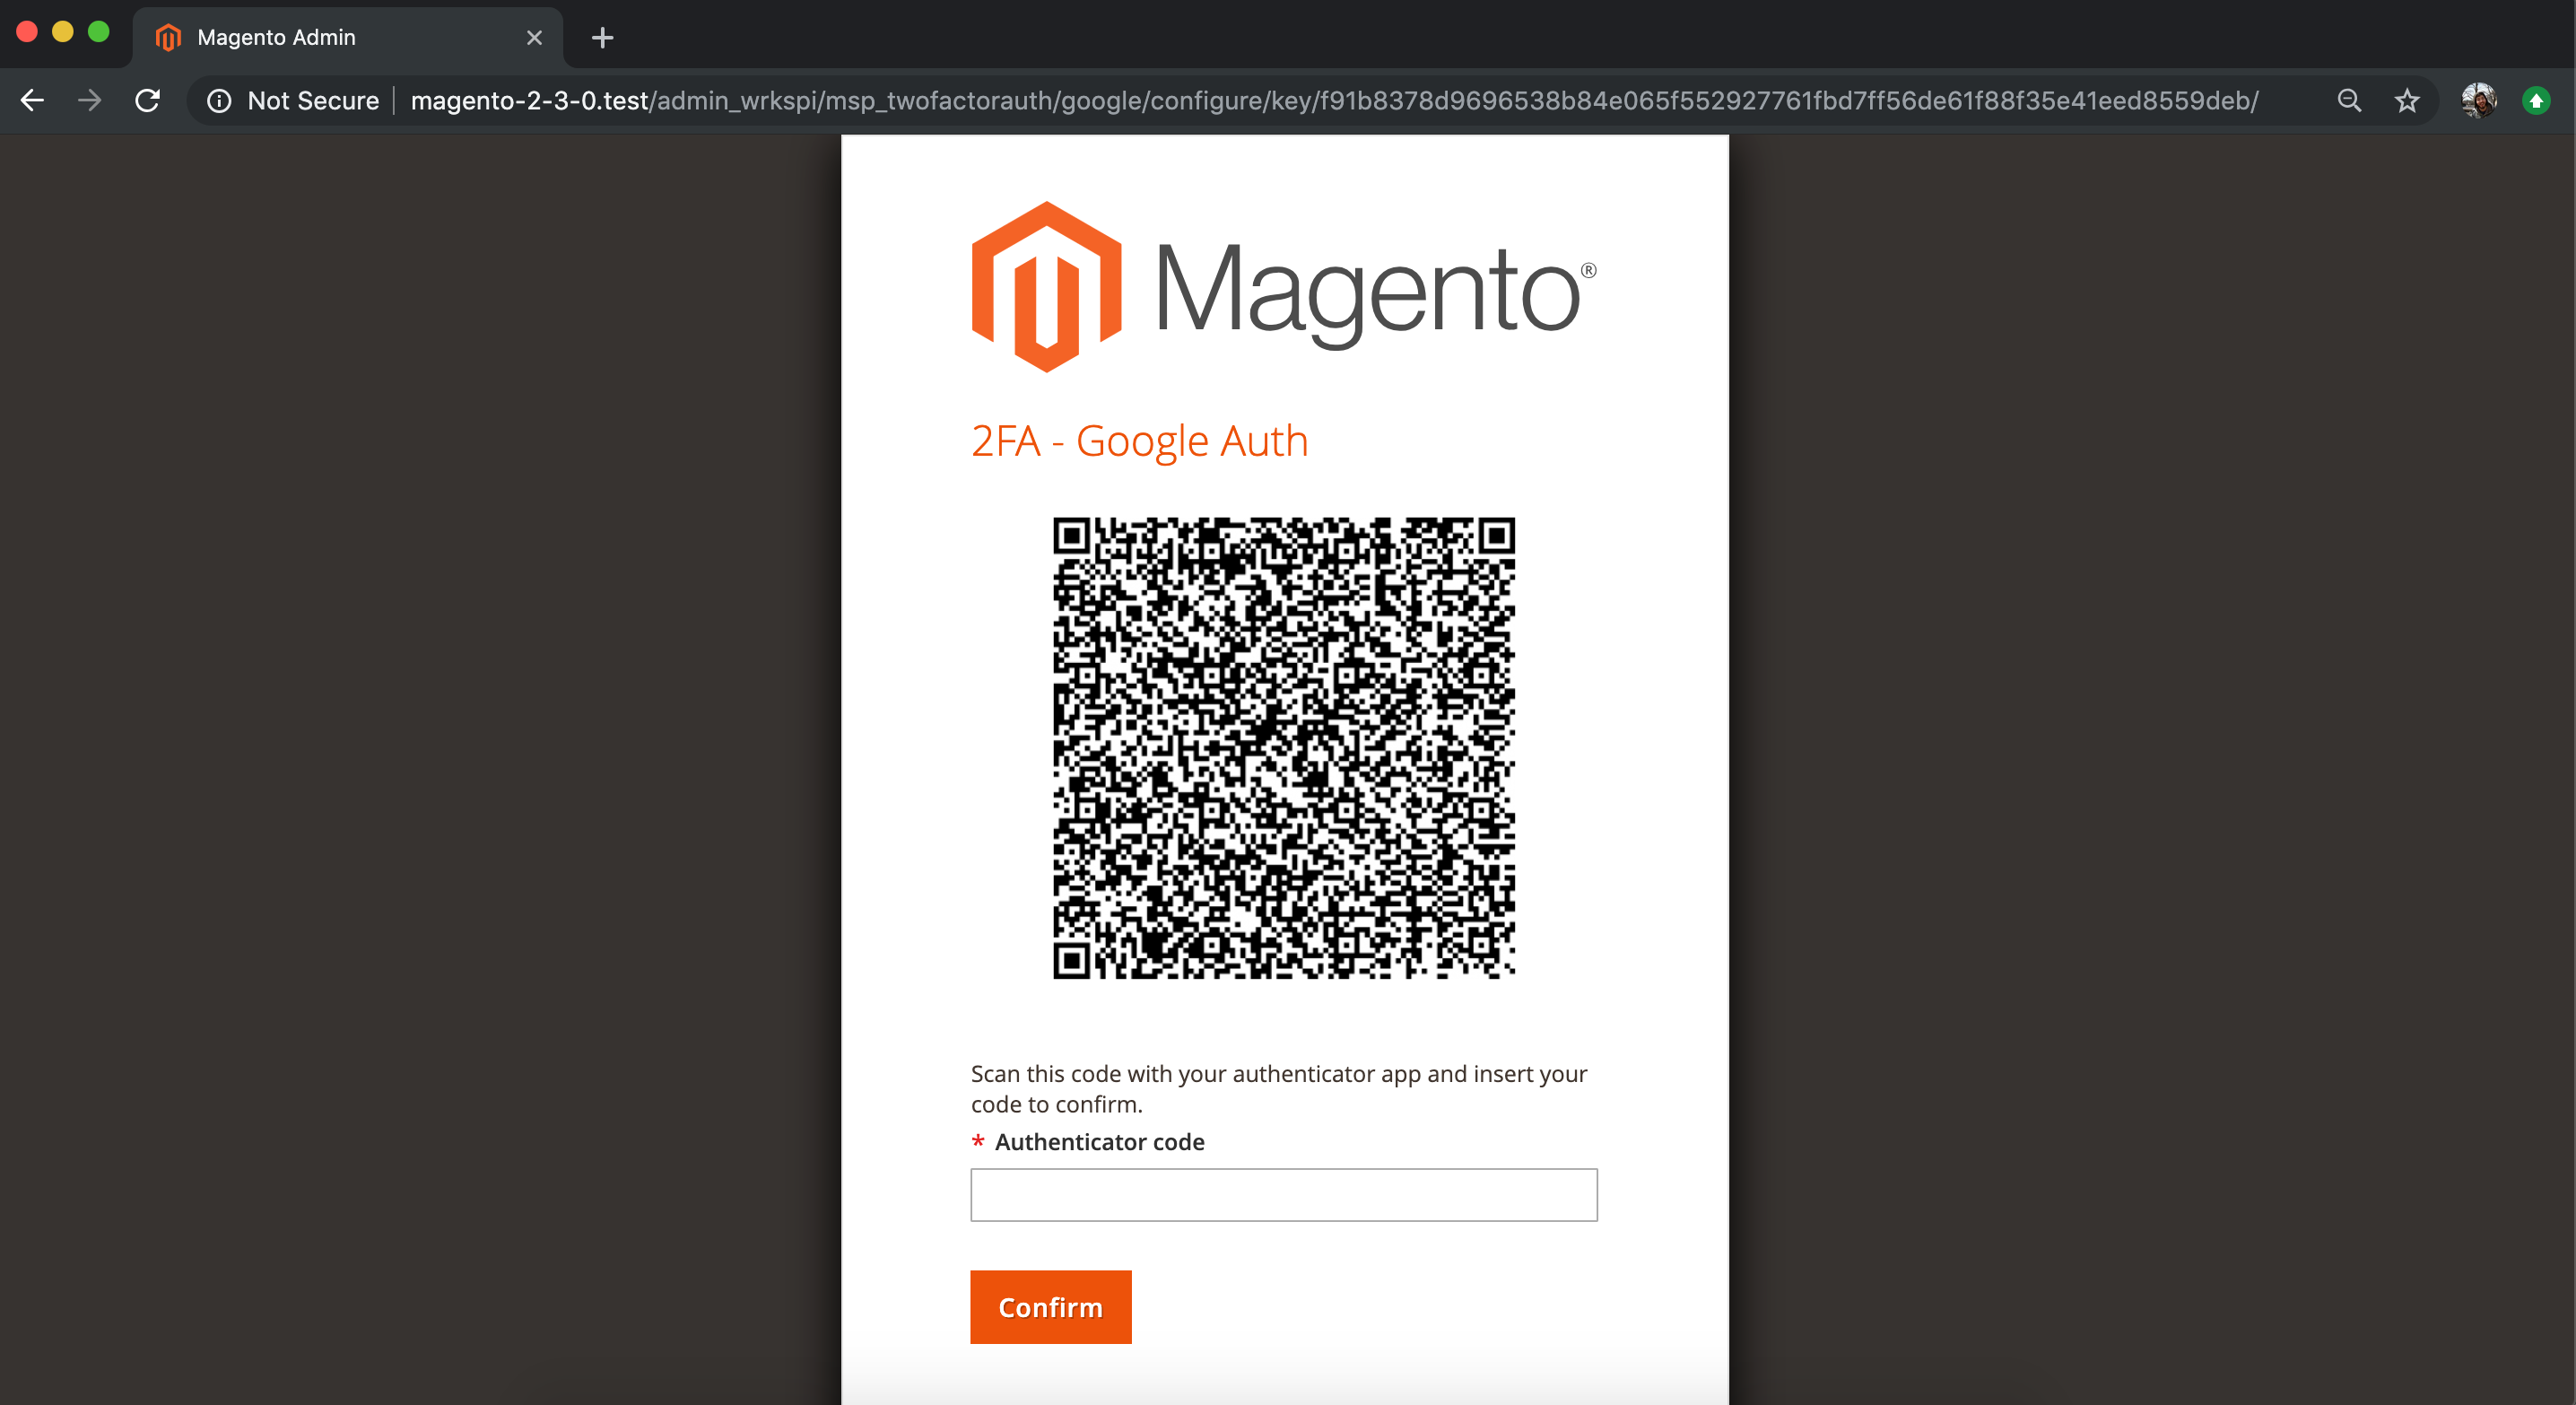 Magento Admin
Not Secure magento-2-3-0.test/admin_wrkspi/msp_twofactorauth/google/configure/key/f91b8378d9696538b84e065f552927761fbd7ff56de61f88f35e41eed8559deb/
Magento®
2FA - Google Auth
Scan this code with your authenticator app and insert your
code to confirm.
* Authenticator code
Confirm